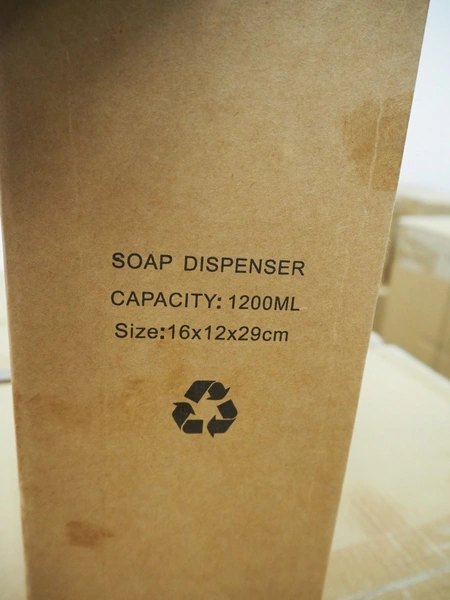 SOAP DISPENSER
CAPACITY: 1200ML
Size:16x12x29cm